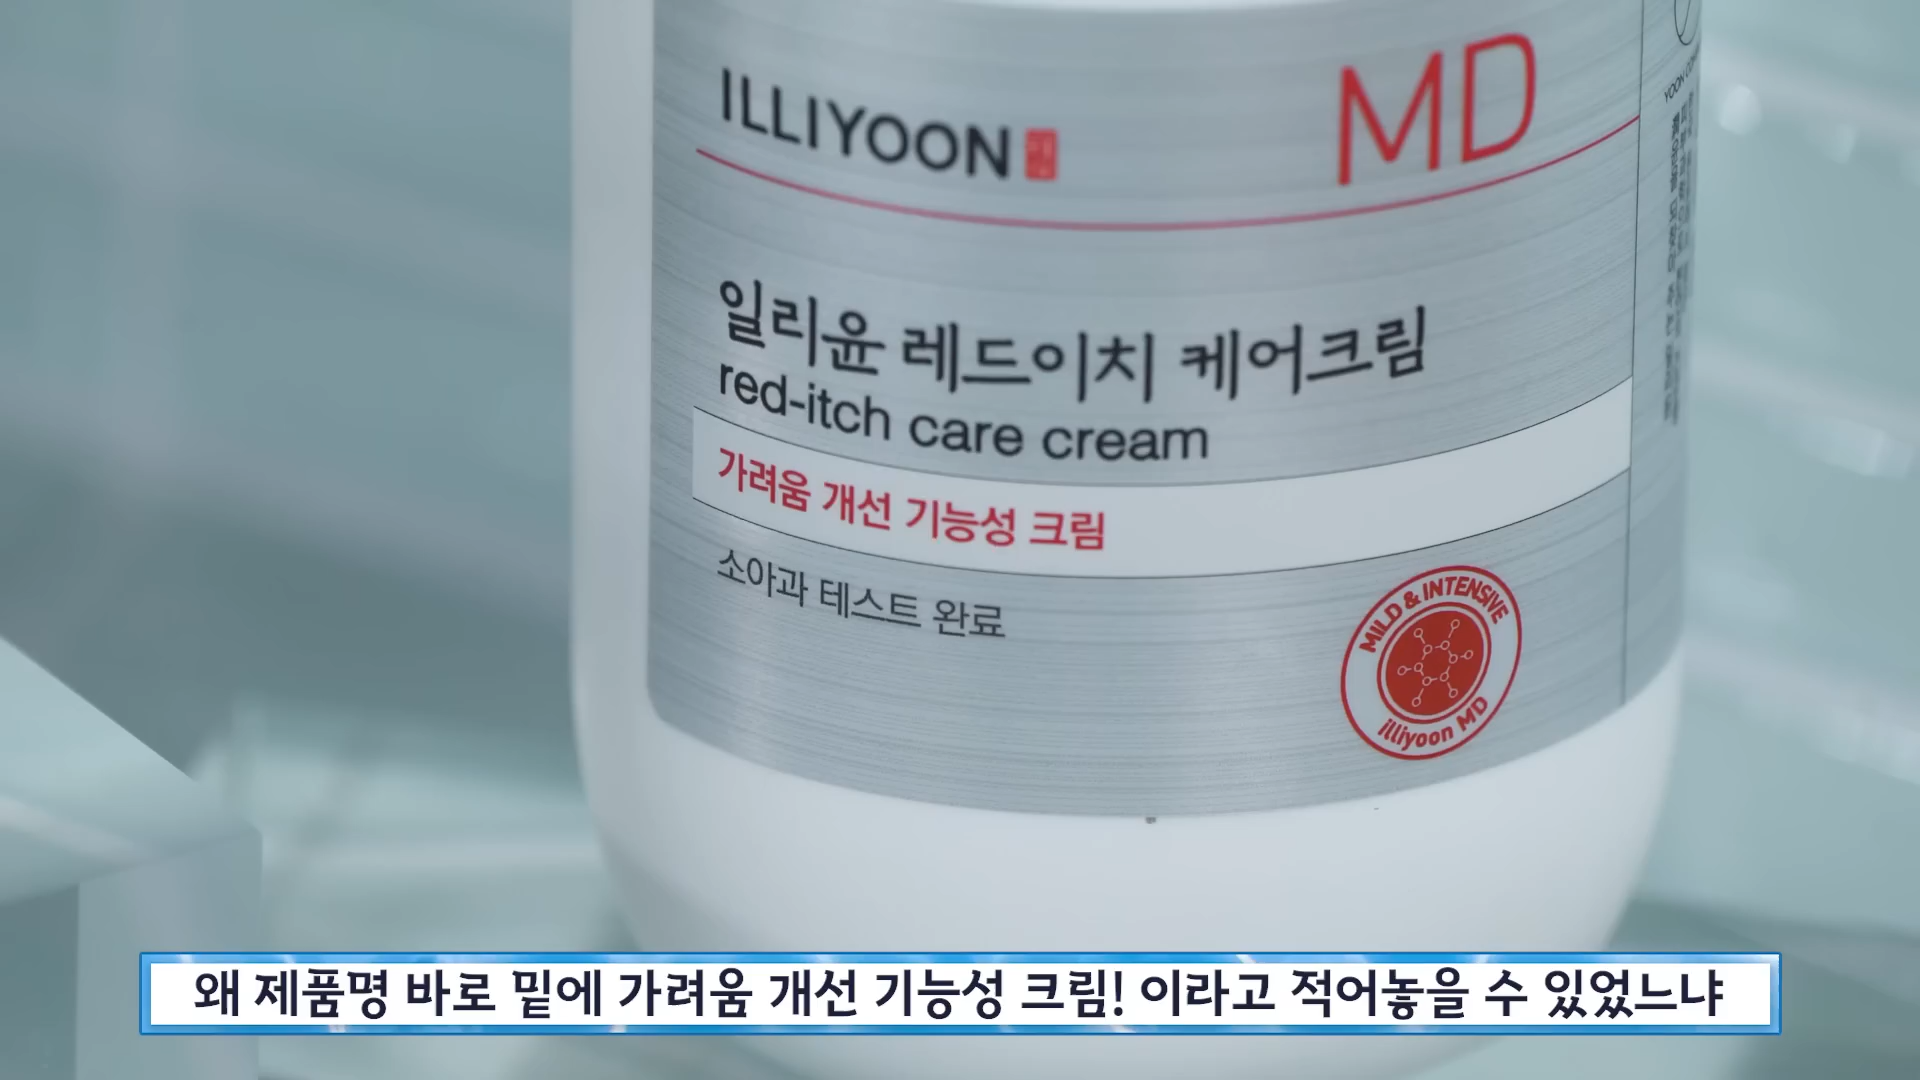 ILLIYOON
MD
일리윤 레드이치 케어크림
red-itch care cream
가려움 개선 기능성 크림
소아과 테스트 완료
MILD & INTENSIVE
illiyoon MD
왜 제품명 바로 밑에 가려움 개선 기능성 크림! 이라고 적어놓을 수 있었느냐